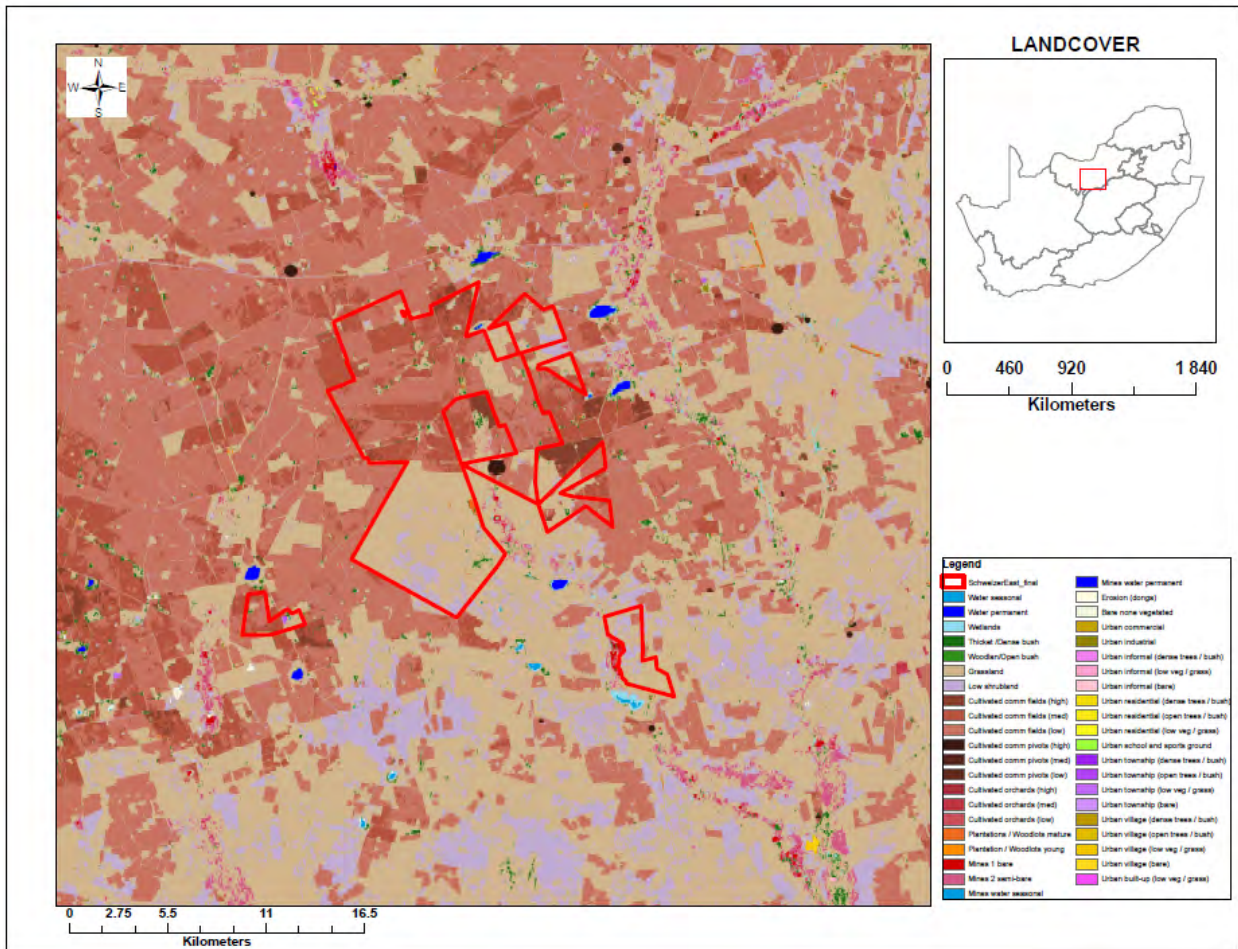 LANDCOVER
N
W E
S
0 460 920 1 840
Kilometers
Legend
SchweizerEast_final
Water seasonal
Water permanent
Wetlands
Thicket /Dense bush
Woodlan/Open bush
Grassland
Low shrubland
Cultivated comm fields (high)
Cultivated comm fields (med)
Cultivated comm fields (low)
Cultivated comm pivots (high)
Cultivated comm pivots (med)
Cultivated comm pivots (low)
Cultivated orchards (high)
Cultivated orchards (med)
Cultivated orchards (low)
Plantations / Woodlots mature
Plantation / Woodlots young
Mines 1 bare
Mines 2 semi-bare
Mines water seasonal
Mines water permanent
Erosion (donga)
Bare none vegetated
Urban commercial
Urban industrial
Urban informal (dense trees / bush)
Urban informal (low veg / grass)
Urban informal (bare)
Urban residential (dense trees / bush)
Urban residential (open trees / bush)
Urban residential (low veg / grass)
Urban school and sports ground
Urban township (dense trees / bush)
Urban township (open trees / bush)
Urban township (low veg / grass)
Urban township (bare)
Urban village (dense trees / bush)
Urban village (open trees / bush)
Urban village (low veg / grass)
Urban village (bare)
Urban built-up (low veg / grass)
0 2.75 5.5 11 16.5
Kilometers